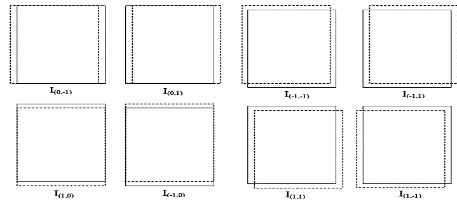 I(0,-1) I(0,1) I(-1,-1) I(-1,1)
I(1,0) I(-1,0) I(1,1) I(1,-1)